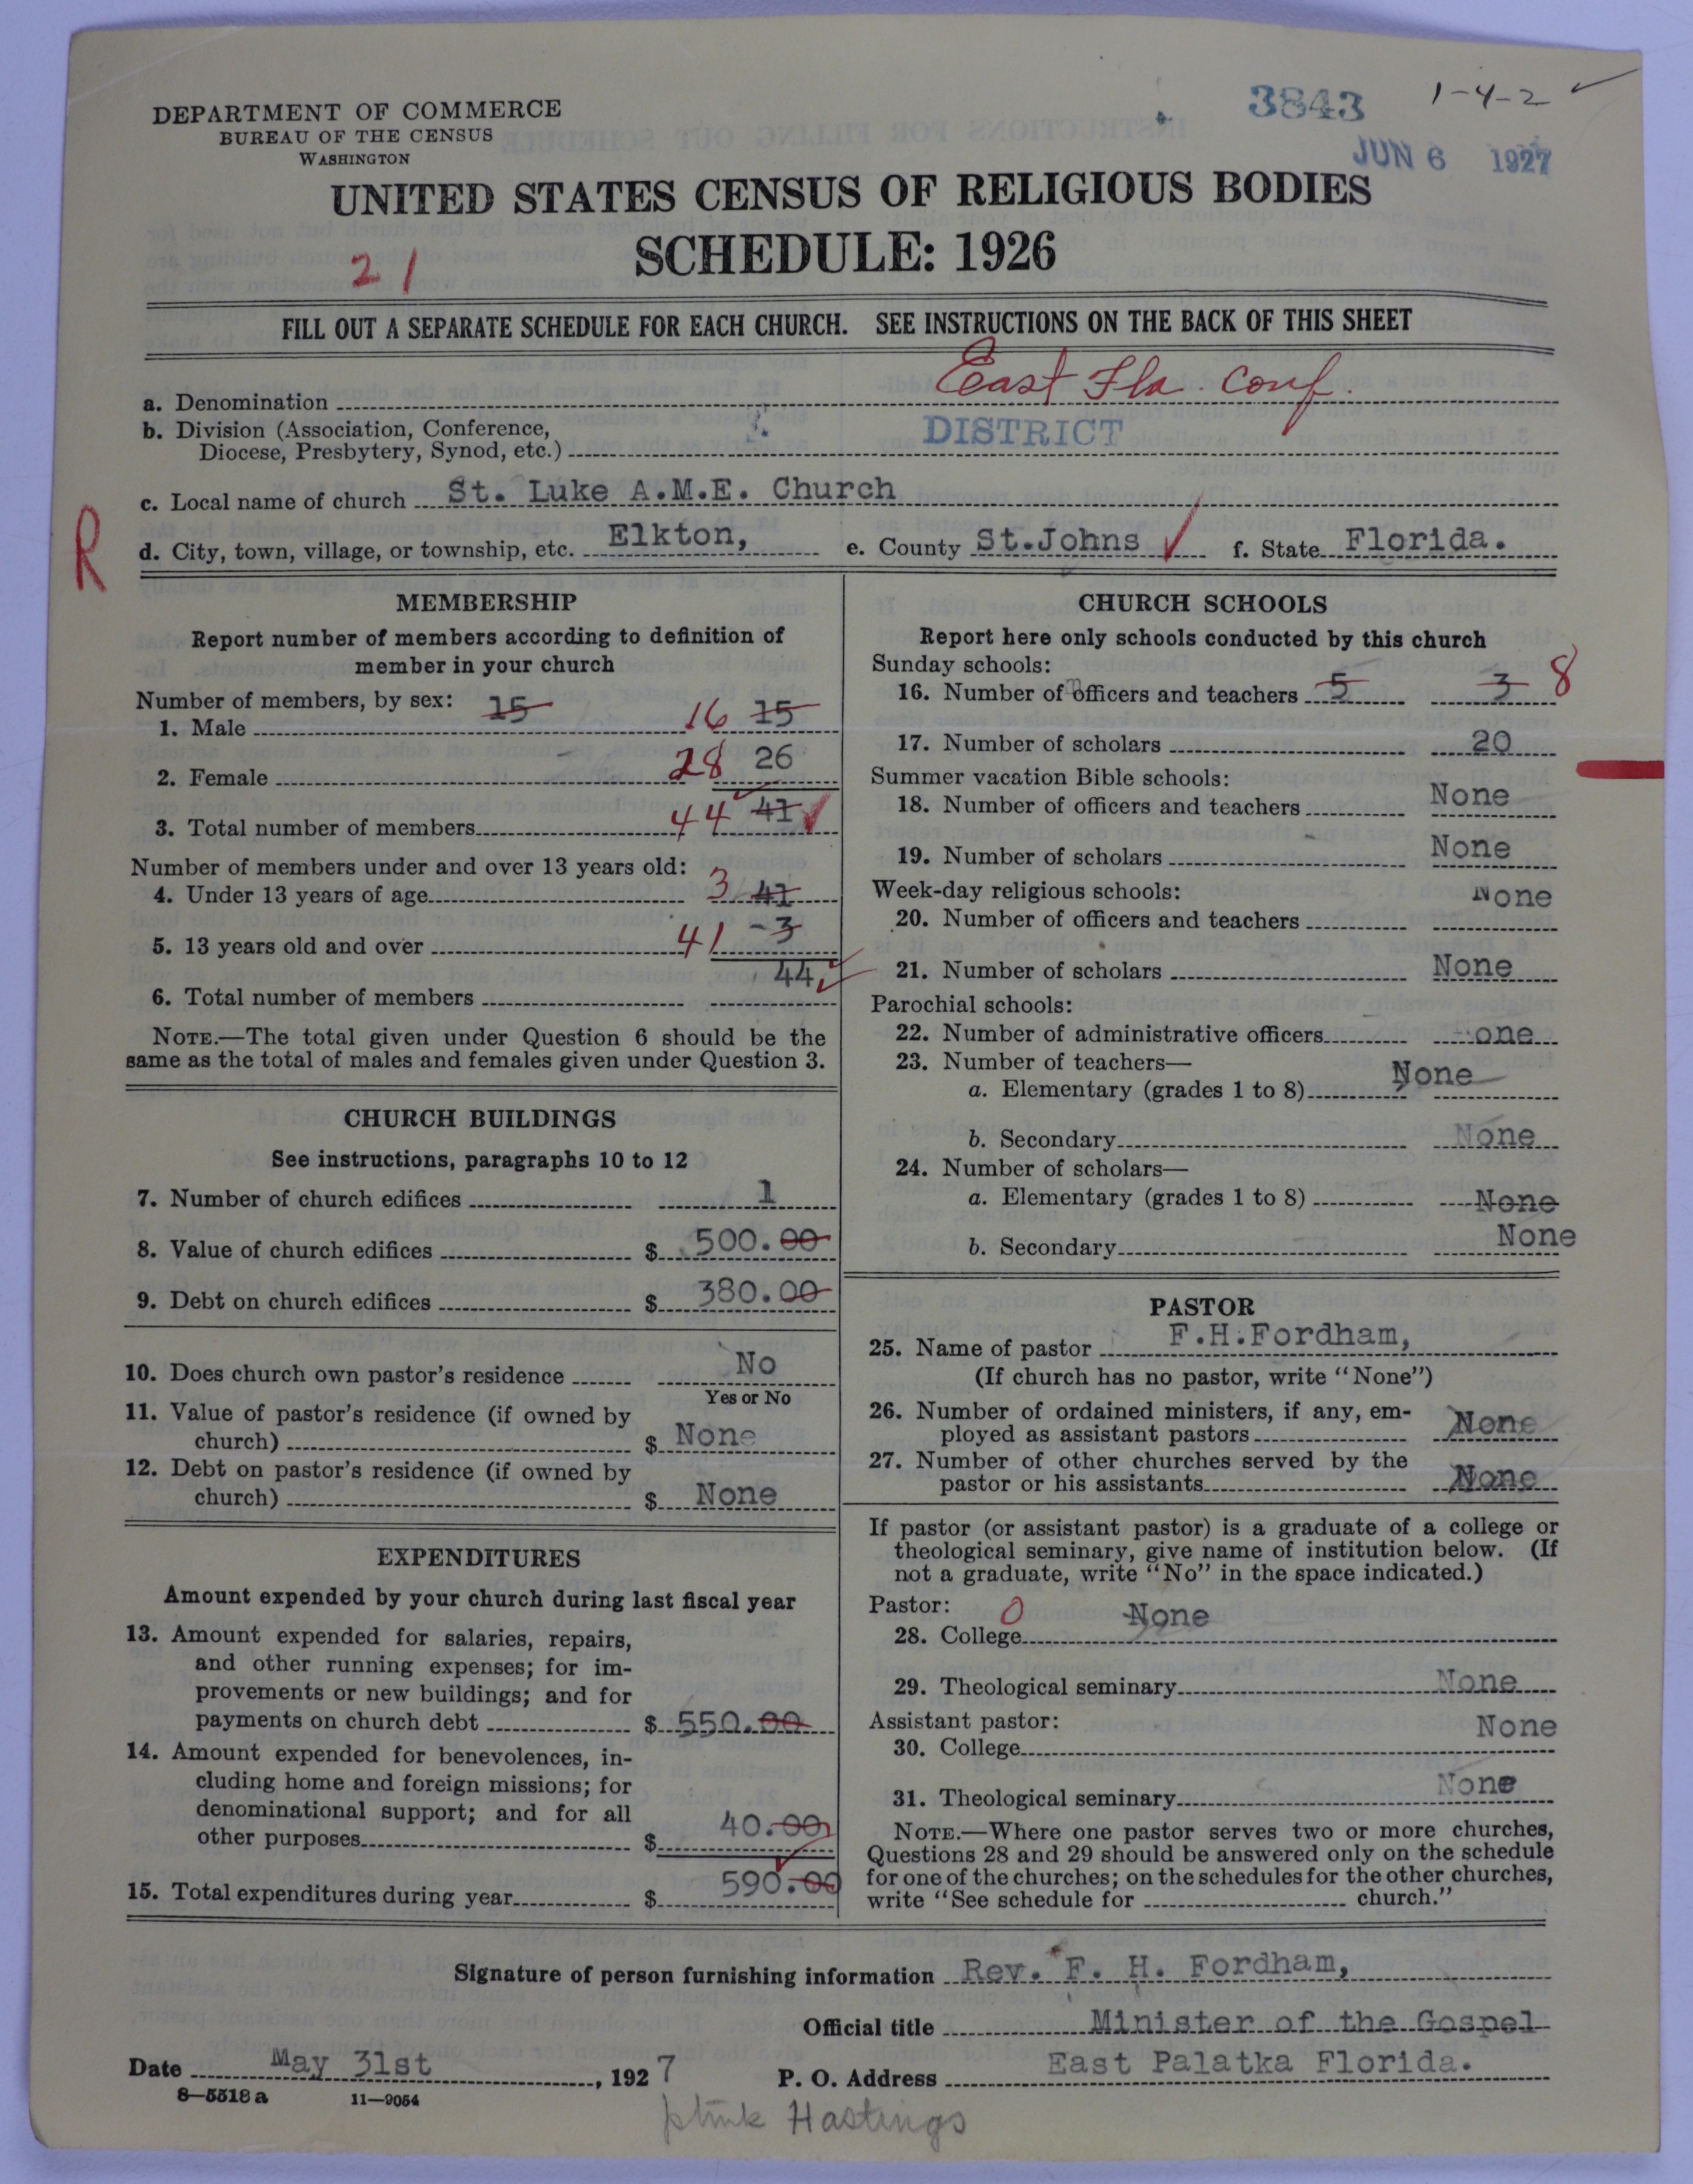 3843 1-4-2 ✓
DEPARTMENT OF COMMERCE
BUREAU OF THE CENSUS
WASHINGTON
JUN 6 1927
UNITED STATES CENSUS OF RELIGIOUS BODIES
SCHEDULE: 1926
21
FILL OUT A SEPARATE SCHEDULE FOR EACH CHURCH. SEE INSTRUCTIONS ON THE BACK OF THIS SHEET
a. Denomination East Fla. Conf.
b. Division (Association, Conference, DISTRICT
Diocese, Presbytery, Synod, etc.)
c. Local name of church St. Luke A.M.E. Church
R
d. City, town, village, or township, etc. Elkton, e. County St.Johns ✓ f. State Florida.
MEMBERSHIP
Report number of members according to definition of
member in your church
Number of members, by sex: 15
1. Male 16 15
2. Female 28 26
3. Total number of members 44 41 ✓
Number of members under and over 13 years old:
4. Under 13 years of age 3 41
5. 13 years old and over 41 -3
6. Total number of members 44 ✓
NOTE.—The total given under Question 6 should be the
same as the total of males and females given under Question 3.
CHURCH BUILDINGS
See instructions, paragraphs 10 to 12
7. Number of church edifices 1
8. Value of church edifices $ 500.00
9. Debt on church edifices $ 380.00
10. Does church own pastor's residence No
Yes or No
11. Value of pastor's residence (if owned by
church) $ None
12. Debt on pastor's residence (if owned by
church) $ None
EXPENDITURES
Amount expended by your church during last fiscal year
13. Amount expended for salaries, repairs,
and other running expenses; for im-
provements or new buildings; and for
payments on church debt $ 550.00
14. Amount expended for benevolences, in-
cluding home and foreign missions; for
denominational support; and for all
other purposes $ 40.00
15. Total expenditures during year $ 590.00
CHURCH SCHOOLS
Report here only schools conducted by this church
Sunday schools:
16. Number of officers and teachers 5 3 8
17. Number of scholars 20
Summer vacation Bible schools:
18. Number of officers and teachers None
19. Number of scholars None
Week-day religious schools: None
20. Number of officers and teachers
21. Number of scholars None
Parochial schools:
22. Number of administrative officers one
23. Number of teachers—
a. Elementary (grades 1 to 8) None
b. Secondary None
24. Number of scholars—
a. Elementary (grades 1 to 8) None
b. Secondary None
PASTOR
25. Name of pastor F.H.Fordham,
(If church has no pastor, write "None")
26. Number of ordained ministers, if any, em-
ployed as assistant pastors None
27. Number of other churches served by the
pastor or his assistants None
If pastor (or assistant pastor) is a graduate of a college or
theological seminary, give name of institution below. (If
not a graduate, write "No" in the space indicated.)
Pastor: 0 None
28. College
29. Theological seminary None
Assistant pastor: None
30. College
31. Theological seminary None
NOTE.—Where one pastor serves two or more churches,
Questions 28 and 29 should be answered only on the schedule
for one of the churches; on the schedules for the other churches,
write "See schedule for church."
Signature of person furnishing information Rev. F. H. Fordham,
Official title Minister of the Gospel
Date May 31st, 1927 P. O. Address East Palatka Florida.
8—5518 a 11—9054
Hastings